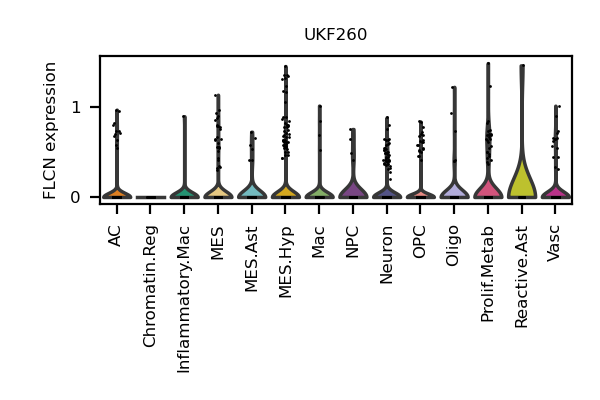 UKF260
FLCN expression
1
0
AC
Chromatin.Reg
Inflammatory.Mac
MES
MES.Ast
MES.Hyp
Mac
NPC
Neuron
OPC
Oligo
Prolif.Metab
Reactive.Ast
Vasc